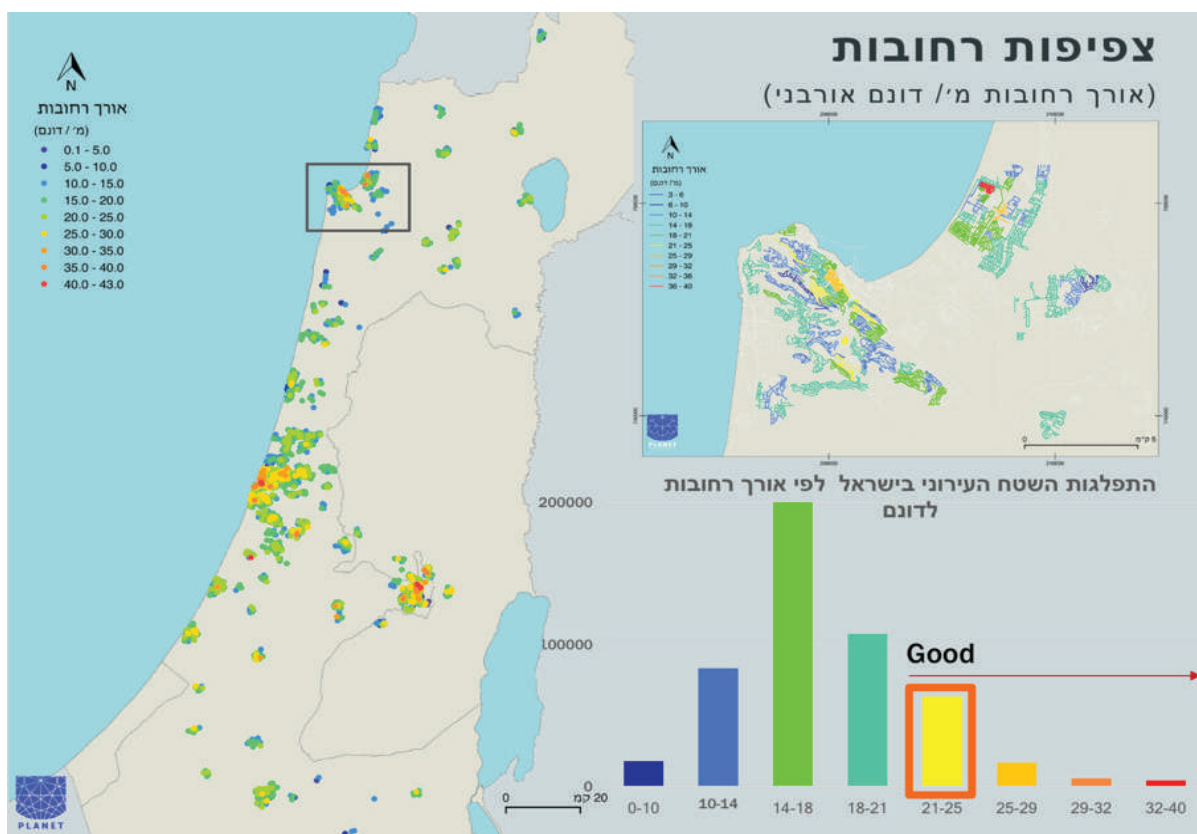 צפיפות רחובות
(אורך רחובות מ׳/ דונם אורבני)
N
אורך רחובות
(מ׳ / דונם)
0.1 - 5.0
5.0 - 10.0
10.0 - 15.0
15.0 - 20.0
20.0 - 25.0
25.0 - 30.0
30.0 - 35.0
35.0 - 40.0
40.0 - 43.0
N
אורך רחובות
(מ׳/ דונם)
3 - 6
6 - 10
10 - 14
14 - 18
18 - 21
21 - 25
25 - 29
29 - 32
32 - 36
36 - 40
PLANET
0
5 ק״מ
התפלגות השטח העירוני בישראל לפי אורך רחובות
לדונם
200000
100000
0
Good
0-10
10-14
14-18
18-21
21-25
25-29
29-32
32-40
0
20 קמ
PLANET